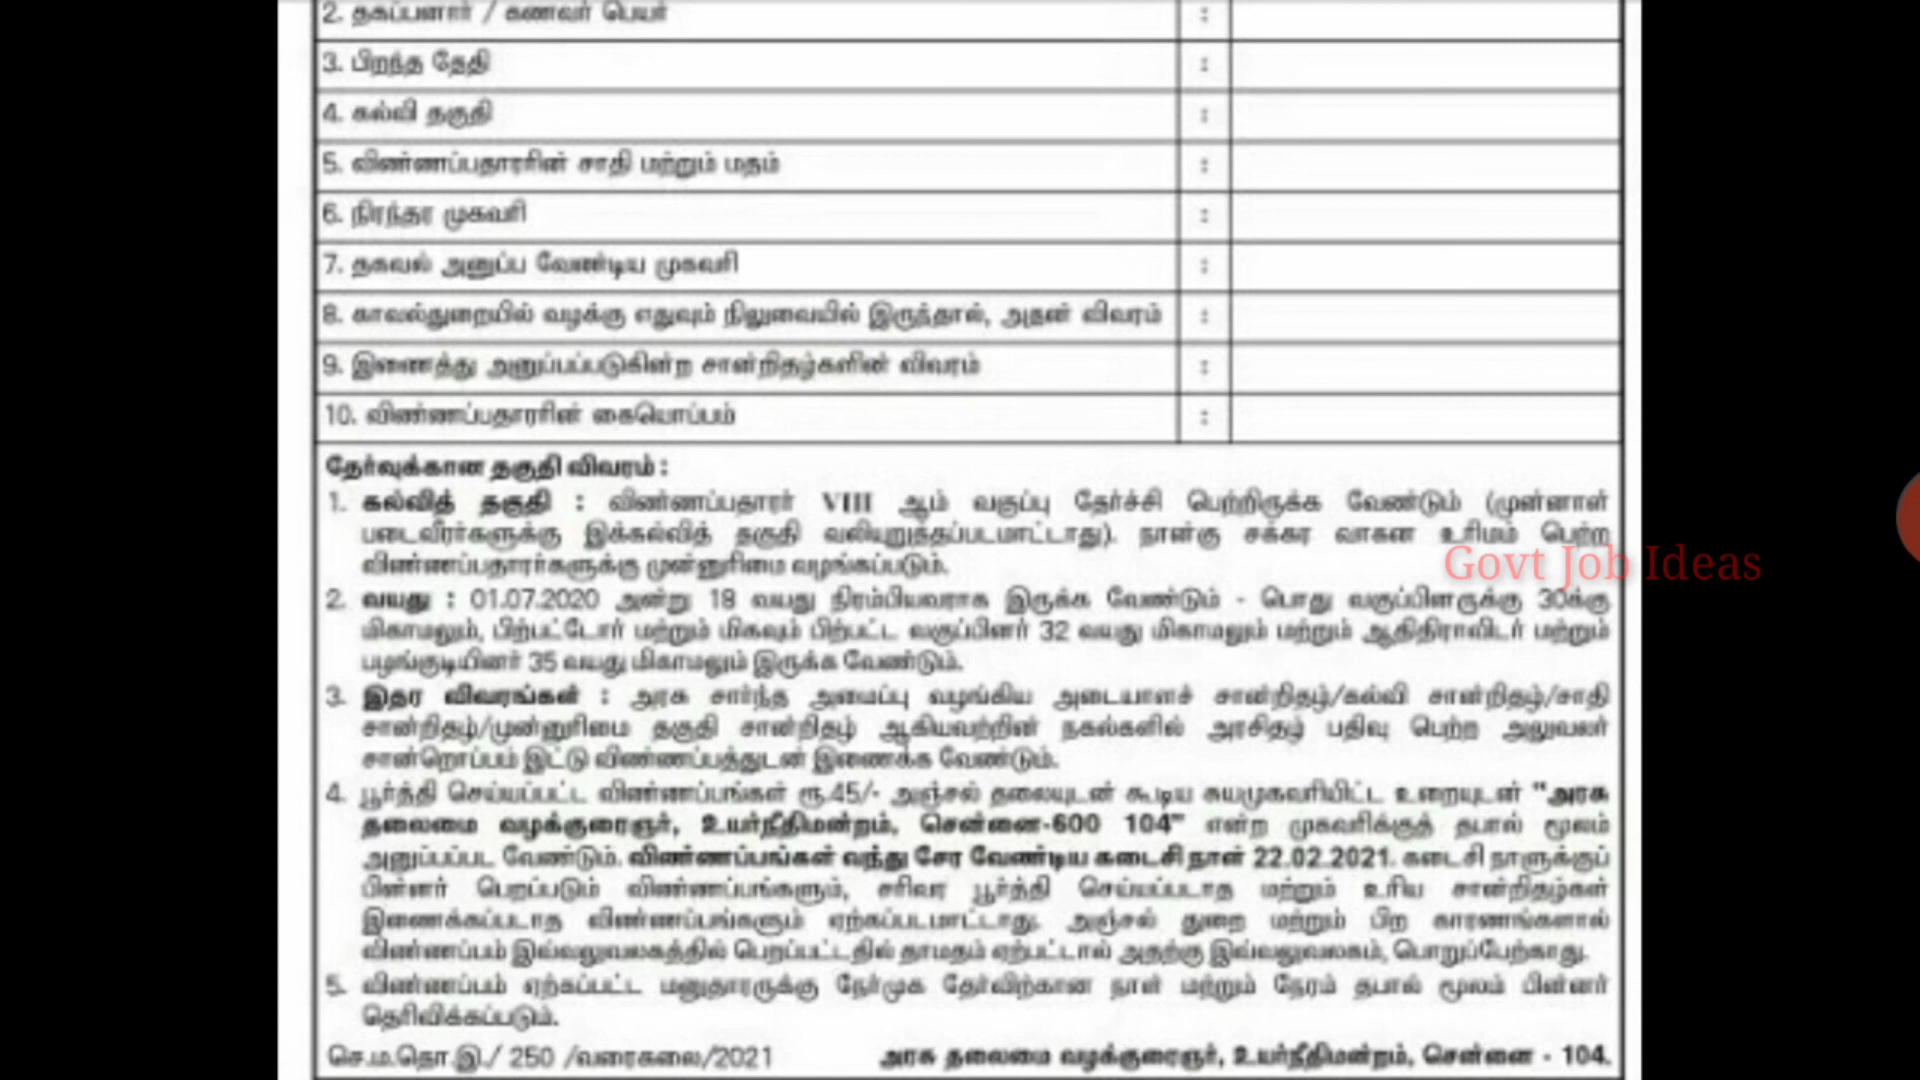 2. தகப்பனார் / கணவர் பெயர் :
3. பிறந்த தேதி :
4. கல்வி தகுதி :
5. விண்ணப்பதாரரின் சாதி மற்றும் மதம் :
6. நிரந்தர முகவரி :
7. தகவல் அனுப்ப வேண்டிய முகவரி :
8. காவல்துறையில் வழக்கு எதுவும் நிலுவையில் இருந்தால், அதன் விவரம் :
9. இணைத்து அனுப்பப்படுகின்ற சான்றிதழ்களின் விவரம் :
10. விண்ணப்பதாரரின் கையொப்பம் :
தேர்வுக்கான தகுதி விவரம் :
1. கல்வித் தகுதி : விண்ணப்பதாரர் VIII ஆம் வகுப்பு தேர்ச்சி பெற்றிருக்க வேண்டும் (முன்னாள்
படைவீரர்களுக்கு இக்கல்வித் தகுதி வலியுறுத்தப்படமாட்டாது). நான்கு சக்கர வாகன உரிமம் பெற்ற
விண்ணப்பதாரர்களுக்கு முன்னுரிமை வழங்கப்படும்.
Govt Job Ideas
2. வயது : 01.07.2020 அன்று 18 வயது நிரம்பியவராக இருக்க வேண்டும் - பொது வகுப்பினருக்கு 30க்கு
மிகாமலும், பிற்பட்டோர் மற்றும் மிகவும் பிற்பட்ட வகுப்பினர் 32 வயது மிகாமலும் மற்றும் ஆதிதிராவிடர் மற்றும்
பழங்குடியினர் 35 வயது மிகாமலும் இருக்க வேண்டும்.
3. இதர விவரங்கள் : அரசு சார்ந்த அமைப்பு வழங்கிய அடையாளச் சான்றிதழ்/கல்வி சான்றிதழ்/சாதி
சான்றிதழ்/முன்னுரிமை தகுதி சான்றிதழ் ஆகியவற்றின் நகல்களில் அரசிதழ் பதிவு பெற்ற அலுவலர்
சான்றொப்பம் இட்டு விண்ணப்பத்துடன் இணைக்க வேண்டும்.
4. பூர்த்தி செய்யப்பட்ட விண்ணப்பங்கள் ரூ.45/- அஞ்சல் தலையுடன் கூடிய சுயமுகவரியிட்ட உறையுடன் "அரசு
தலைமை வழக்குரைஞர், உயர்நீதிமன்றம், சென்னை-600 104" என்ற முகவரிக்குத் தபால் மூலம்
அனுப்பப்பட வேண்டும். விண்ணப்பங்கள் வந்து சேர வேண்டிய கடைசி நாள் 22.02.2021. கடைசி நாளுக்குப்
பின்னர் பெறப்படும் விண்ணப்பங்களும், சரிவர பூர்த்தி செய்யப்படாத மற்றும் உரிய சான்றிதழ்கள்
இணைக்கப்படாத விண்ணப்பங்களும் ஏற்கப்படமாட்டாது. அஞ்சல் துறை மற்றும் பிற காரணங்களால்
விண்ணப்பம் இவ்வலுவலகத்தில் பெறப்பட்டதில் தாமதம் ஏற்பட்டால் அதற்கு இவ்வலுவலகம், பொறுப்பேற்காது.
5. விண்ணப்பம் ஏற்கப்பட்ட மனுதாரருக்கு நேர்முக தேர்விற்கான நாள் மற்றும் நேரம் தபால் மூலம் பின்னர்
தெரிவிக்கப்படும்.
செ.ம.தொ.இ./ 250 /வரைகலை/2021 அரசு தலைமை வழக்குரைஞர், உயர்நீதிமன்றம், சென்னை - 104.